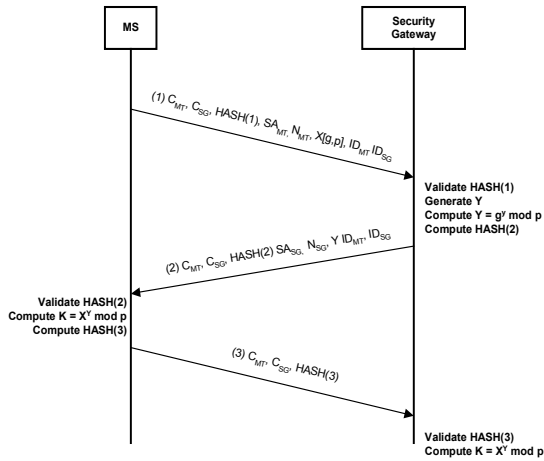 MS
Security
Gateway
(1) C_MT, C_SG, HASH(1), SA_MT, N_MT, X[g,p], ID_MT ID_SG
Validate HASH(1)
Generate Y
Compute Y = g^y mod p
Compute HASH(2)
(2) C_MT, C_SG, HASH(2) SA_SG, N_SG, Y ID_MT, ID_SG
Validate HASH(2)
Compute K = X^Y mod p
Compute HASH(3)
(3) C_MT, C_SG, HASH(3)
Validate HASH(3)
Compute K = X^Y mod p